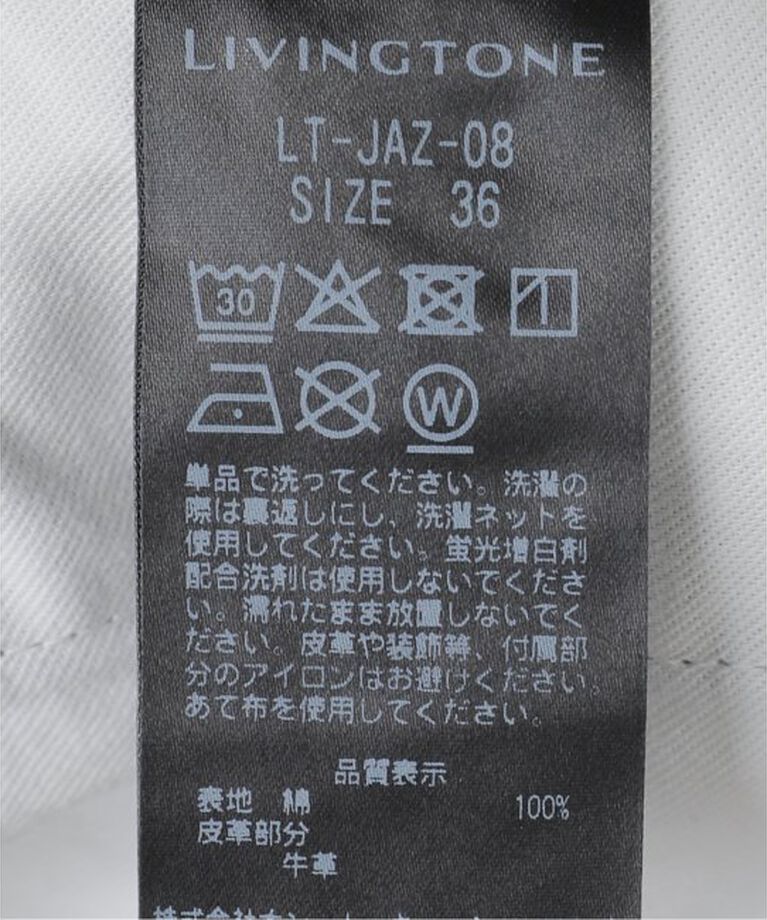 LIVINGTONE
LT-JAZ-08
SIZE 36
30
W
単品で洗ってください。洗濯の
際は裏返しにし、洗濯ネットを
使用してください。蛍光増白剤
配合洗剤は使用しないでくださ
い。濡れたまま放置しないでく
ださい。皮革や装飾等、付属部
分のアイロンはお避けください。
あて布を使用してください。
品質表示
表地 綿 100%
皮革部分
牛革
株式会社